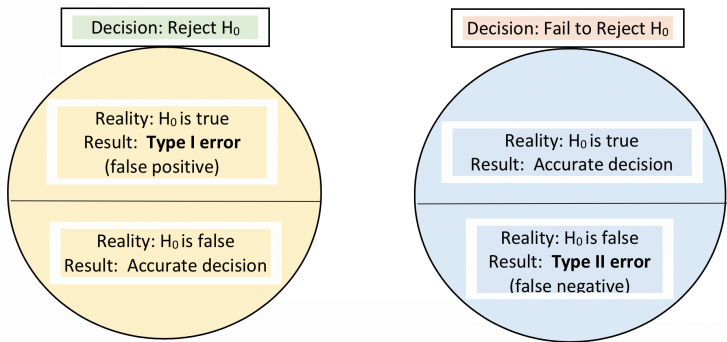 Decision: Reject H₀
Reality: H₀ is true
Result: Type I error
(false positive)
Reality: H₀ is false
Result: Accurate decision
Decision: Fail to Reject H₀
Reality: H₀ is true
Result: Accurate decision
Reality: H₀ is false
Result: Type II error
(false negative)